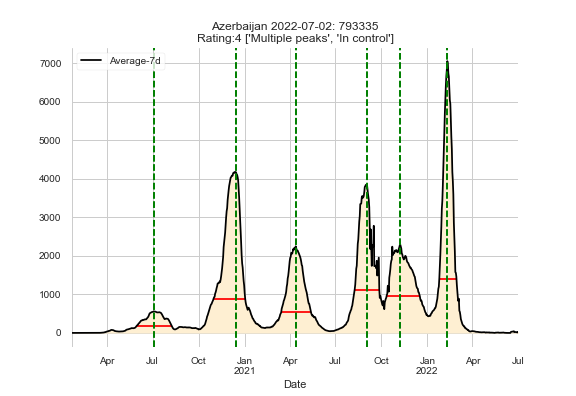 Azerbaijan 2022-07-02: 793335
Rating:4 ['Multiple peaks', 'In control']
Average-7d
7000
6000
5000
4000
3000
2000
1000
0
Apr Jul Oct Jan Apr Jul Oct Jan Apr Jul
2021 2022
Date